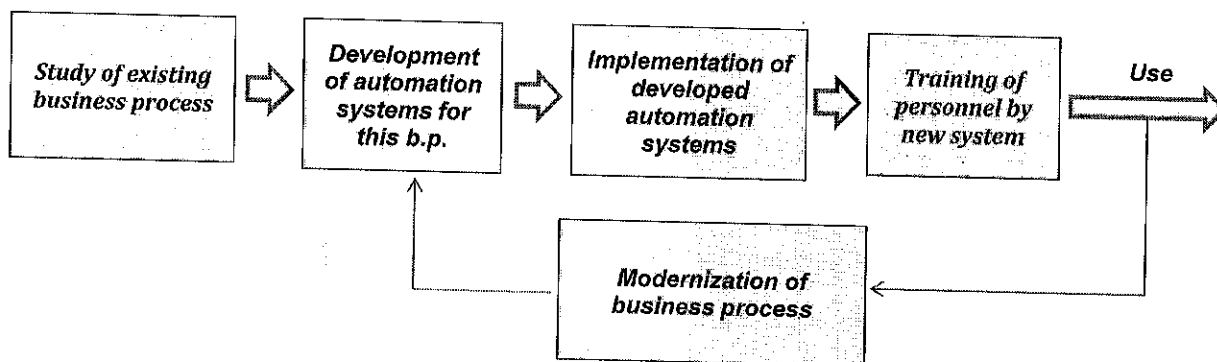 Study of existing
business process
Development
of automation
systems for
this b.p.
Implementation of
developed
automation
systems
Training of
personnel by
new system
Use
Modernization of
business process